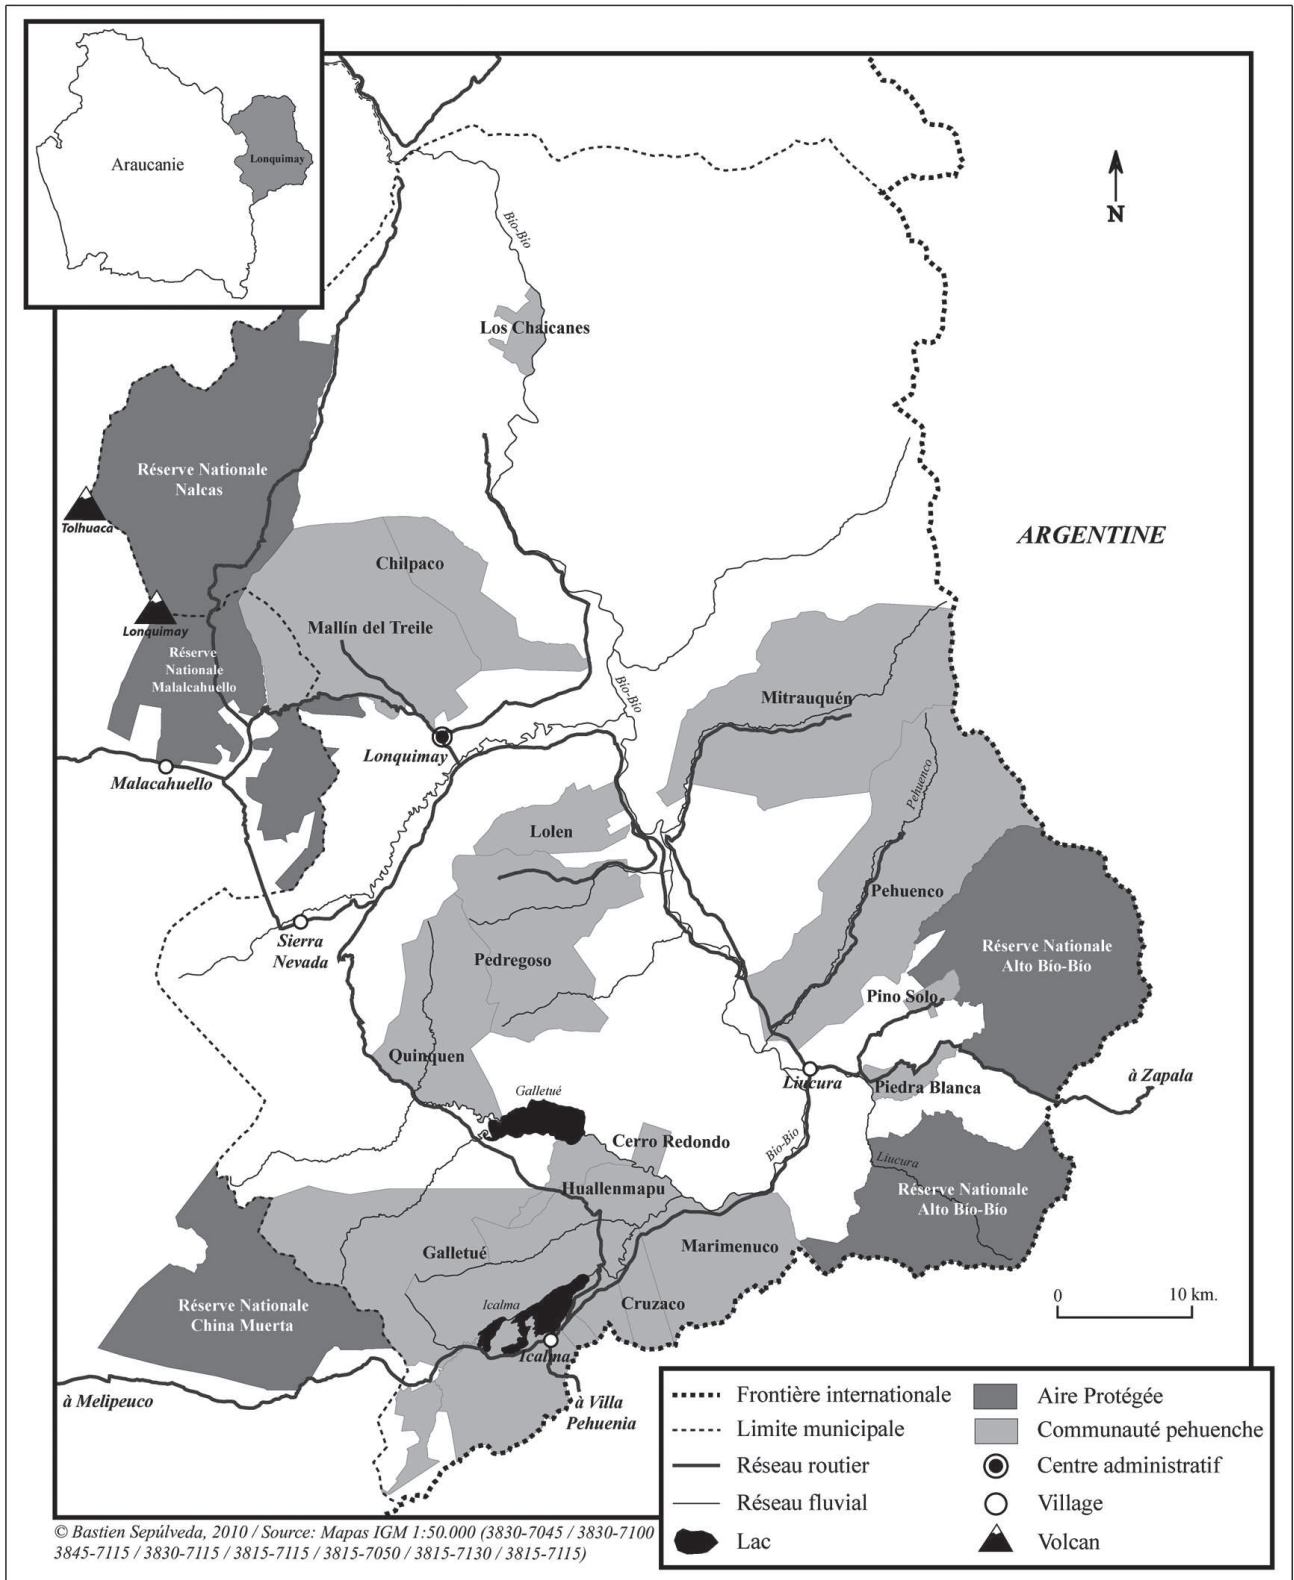 Araucanie
Lonquimay
N
Bío-Bío
Los Chaicanes
Réserve Nationale
Nalcas
Tolhuaca
ARGENTINE
Chilpaco
Lonquimay
Mallín del Treile
Réserve
Nationale
Malalcahuello
Bío-Bío
Mitrauquén
Lonquimay
Malacahuello
Pehuenco
Lolen
Pehuenco
Sierra
Nevada
Pedregoso
Réserve Nationale
Alto Bío-Bío
Pino Solo
Quinquen
Liucura
Piedra Blanca
à Zapala
Galletué
Cerro Redondo
Bío-Bío
Liucura
Huallenmapu
Réserve Nationale
Alto Bío-Bío
Galletué
Marimenuco
Réserve Nationale
China Muerta
Icalma
Cruzaco
0 10 km.
Icalma
à Melipeuco
à Villa
Pehuenia
Frontière internationale
Limite municipale
Réseau routier
Réseau fluvial
Lac
Aire Protégée
Communauté pehuenche
Centre administratif
Village
Volcan
© Bastien Sepúlveda, 2010 / Source: Mapas IGM 1:50.000 (3830-7045 / 3830-7100
3845-7115 / 3830-7115 / 3815-7115 / 3815-7050 / 3815-7130 / 3815-7115)